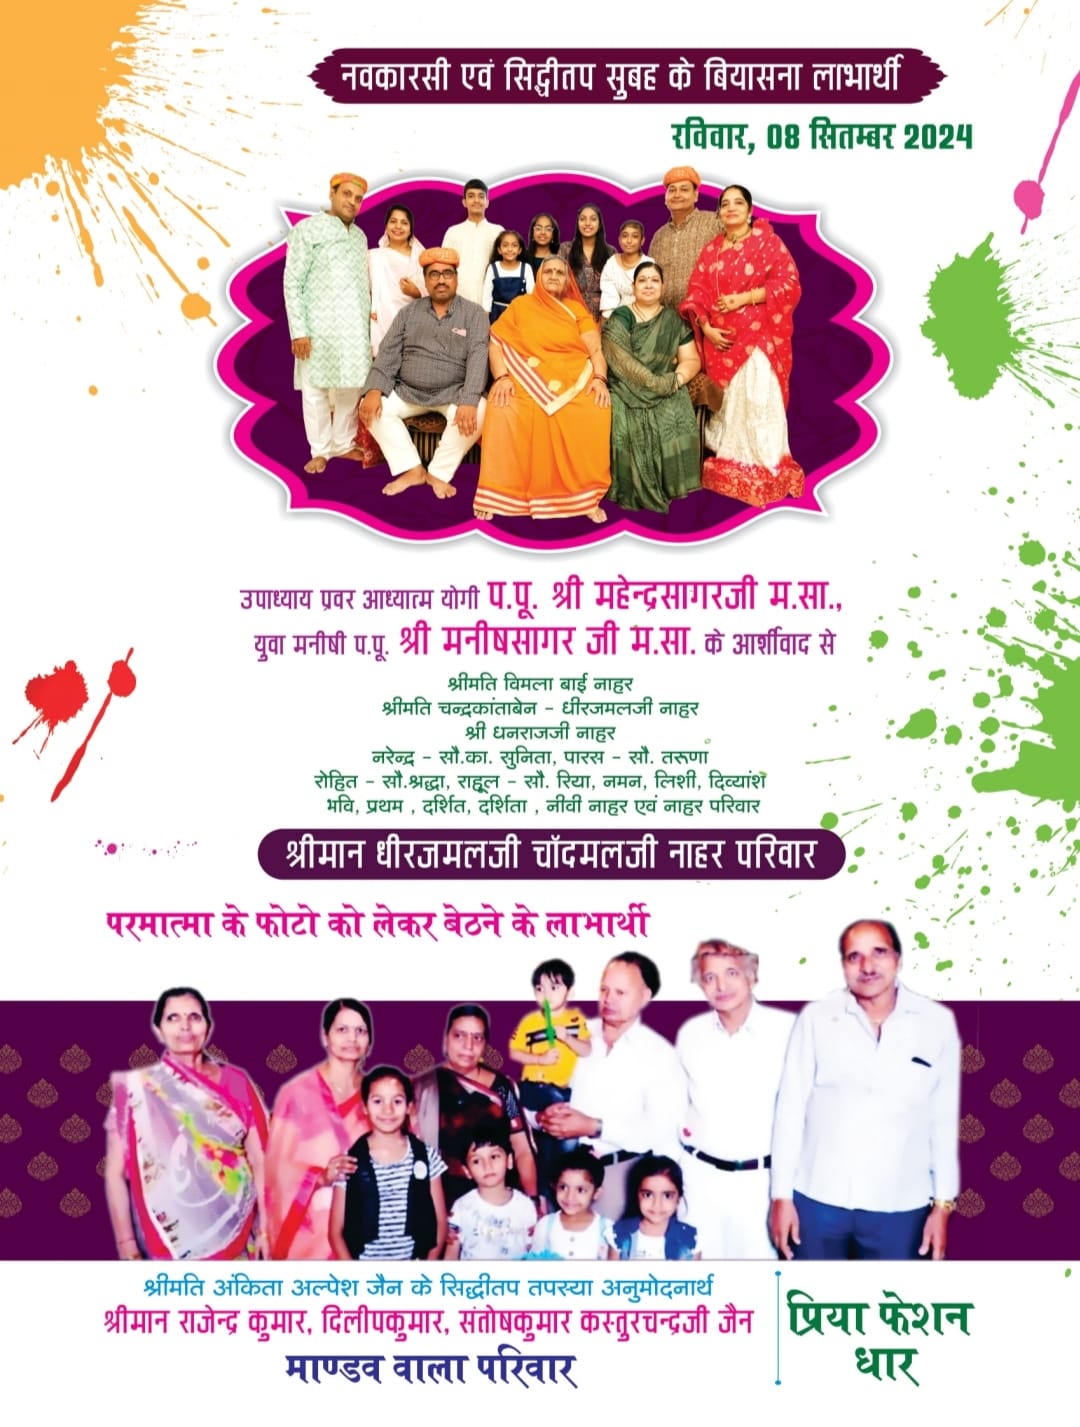 नवकारसी एवं सिद्धीतप सुबह के बियासना लाभार्थी
रविवार, 08 सितम्बर 2024
उपाध्याय प्रवर आध्यात्म योगी प.पू. श्री महेन्द्रसागरजी म.सा.,
युवा मनीषी प.पू. श्री मनीषसागर जी म.सा. के आर्शीवाद से
श्रीमति विमला बाई नाहर
श्रीमति चन्द्रकांताबेन - धीरजमलजी नाहर
श्री धनराजजी नाहर
नरेन्द्र - सौ.का. सुनिता, पारस - सौ. तरूणा
रोहित - सौ.श्रद्धा, राहूल - सौ. रिया, नमन, लिशी, दिव्यांश
भवि, प्रथम , दर्शित, दर्शिता , नीवी नाहर एवं नाहर परिवार
श्रीमान धीरजमलजी चॉदमलजी नाहर परिवार
परमात्मा के फोटो को लेकर बेठने के लाभार्थी
श्रीमति अंकिता अल्पेश जैन के सिद्धीतप तपस्या अनुमोदनार्थ
श्रीमान राजेन्द्र कुमार, दिलीपकुमार, संतोषकुमार कस्तुरचन्द्रजी जैन
माण्डव वाला परिवार
प्रिया फेशन
धार